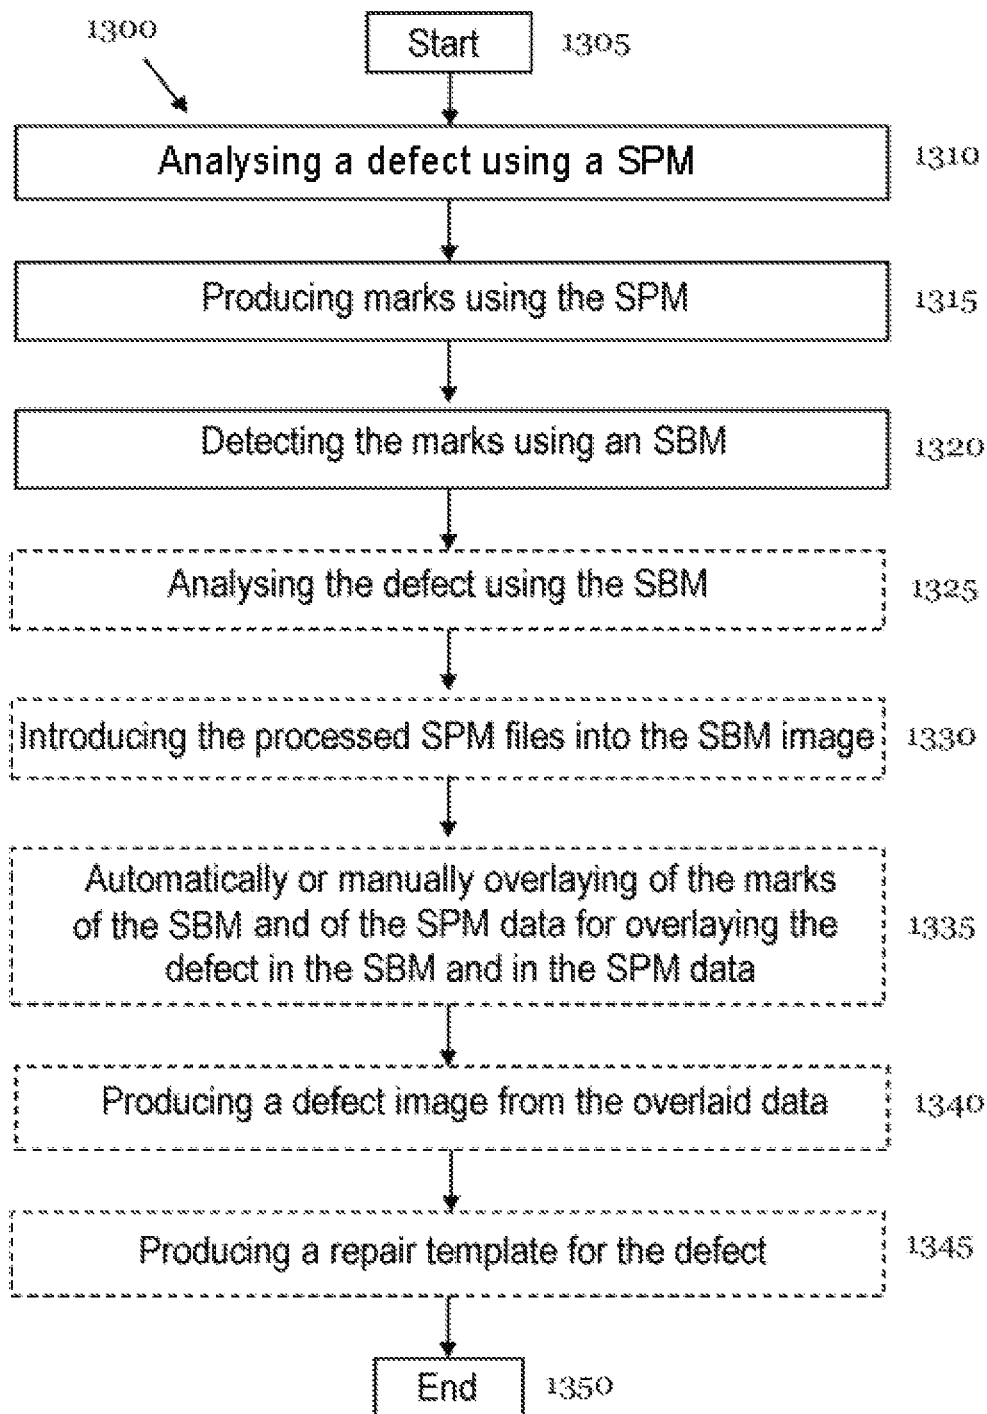 1300
Start
1305
Analysing a defect using a SPM
1310
Producing marks using the SPM
1315
Detecting the marks using an SBM
1320
Analysing the defect using the SBM
1325
Introducing the processed SPM files into the SBM image
1330
Automatically or manually overlaying of the marks
of the SBM and of the SPM data for overlaying the
defect in the SBM and in the SPM data
1335
Producing a defect image from the overlaid data
1340
Producing a repair template for the defect
1345
End
1350